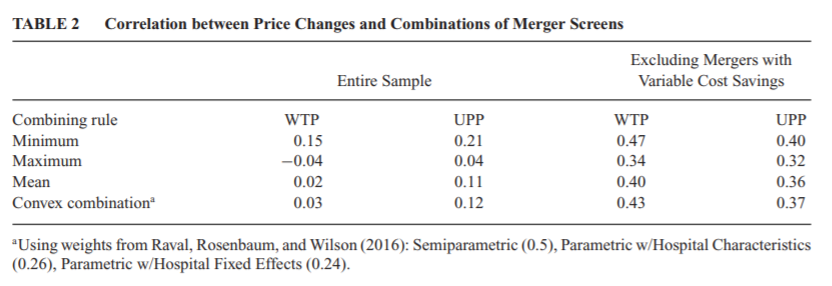 TABLE 2 Correlation between Price Changes and Combinations of Merger Screens
Entire Sample Excluding Mergers with Variable Cost Savings
Combining rule WTP UPP WTP UPP
Minimum 0.15 0.21 0.47 0.40
Maximum −0.04 0.04 0.34 0.32
Mean 0.02 0.11 0.40 0.36
Convex combinationᵃ 0.03 0.12 0.43 0.37
ᵃUsing weights from Raval, Rosenbaum, and Wilson (2016): Semiparametric (0.5), Parametric w/Hospital Characteristics
(0.26), Parametric w/Hospital Fixed Effects (0.24).